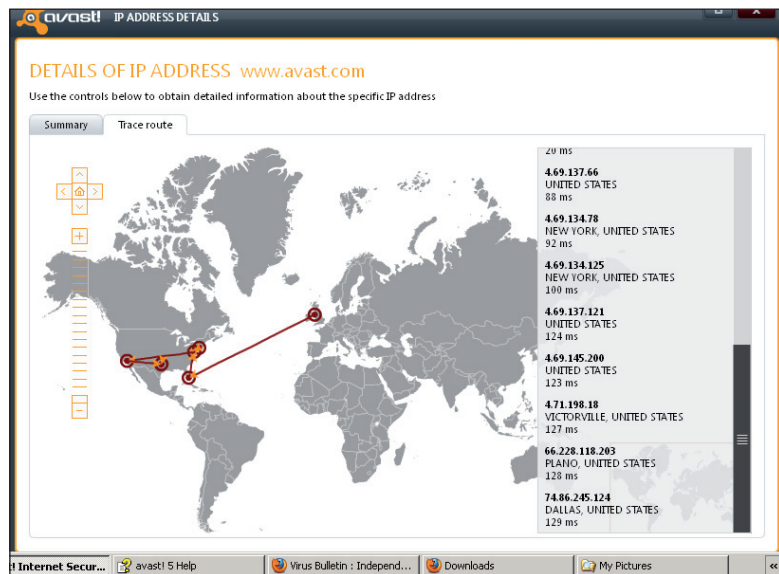 avast! IP ADDRESS DETAILS
DETAILS OF IP ADDRESS www.avast.com
Use the controls below to obtain detailed information about the specific IP address
Summary
Trace route
20 ms
4.69.137.66
UNITED STATES
88 ms
4.69.134.78
NEW YORK, UNITED STATES
92 ms
4.69.134.125
NEW YORK, UNITED STATES
100 ms
4.69.137.121
UNITED STATES
124 ms
4.69.145.200
UNITED STATES
123 ms
4.71.198.18
VICTORVILLE, UNITED STATES
127 ms
66.228.118.203
PLANO, UNITED STATES
128 ms
74.86.245.124
DALLAS, UNITED STATES
129 ms
! Internet Secur...
avast! 5 Help
Virus Bulletin : Independ...
Downloads
My Pictures